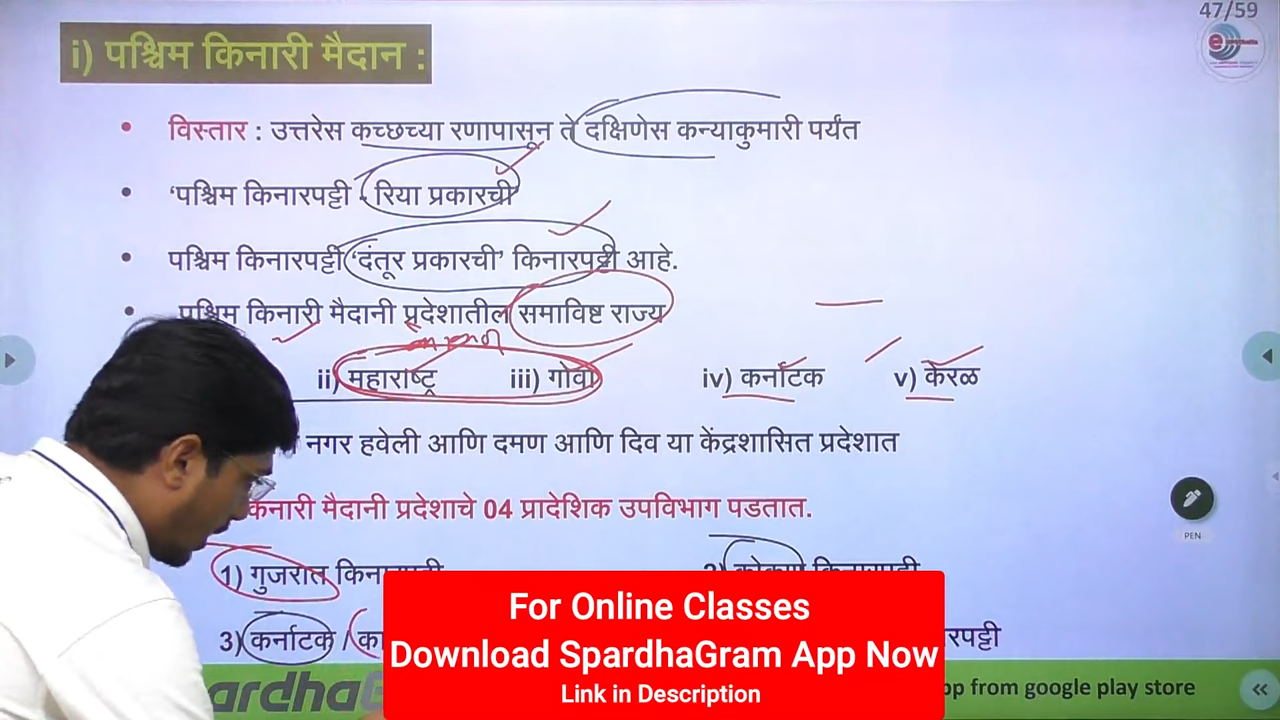 47/59
i) पश्चिम किनारी मैदान :
• विस्तार : उत्तरेस कच्छच्या रणापासून ते दक्षिणेस कन्याकुमारी पर्यंत
• ‘पश्चिम किनारपट्टी - रिया प्रकारची’
• पश्चिम किनारपट्टी ‘दंतूर प्रकारची’ किनारपट्टी आहे.
• पश्चिम किनारी मैदानी प्रदेशातील समाविष्ट राज्य
ii) महाराष्ट्र iii) गोवा iv) कर्नाटक v) केरळ
नगर हवेली आणि दमण आणि दिव या केंद्रशासित प्रदेशात
किनारी मैदानी प्रदेशाचे 04 प्रादेशिक उपविभाग पडतात.
1) गुजरात किनारपट्टी 2) कोकण किनारपट्टी
3) कर्नाटक /
For Online Classes
Download SpardhaGram App Now
Link in Description
from google play store
PEN